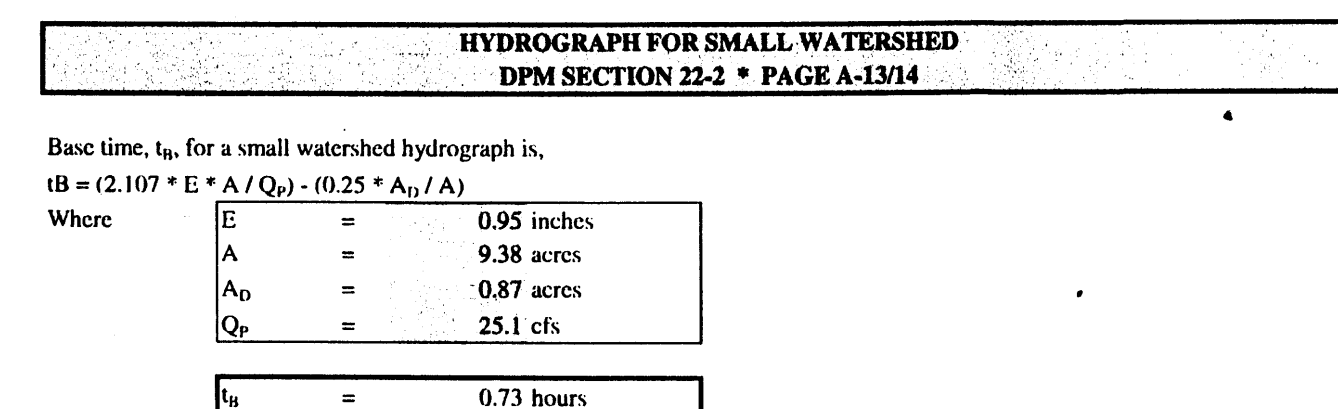 HYDROGRAPH FOR SMALL WATERSHED
DPM SECTION 22-2 * PAGE A-13/14
Base time, tB, for a small watershed hydrograph is,
tB = (2.107 * E * A / QP) - (0.25 * AD / A)
Where E = 0.95 inches
A = 9.38 acres
AD = 0.87 acres
QP = 25.1 cfs
tB = 0.73 hours